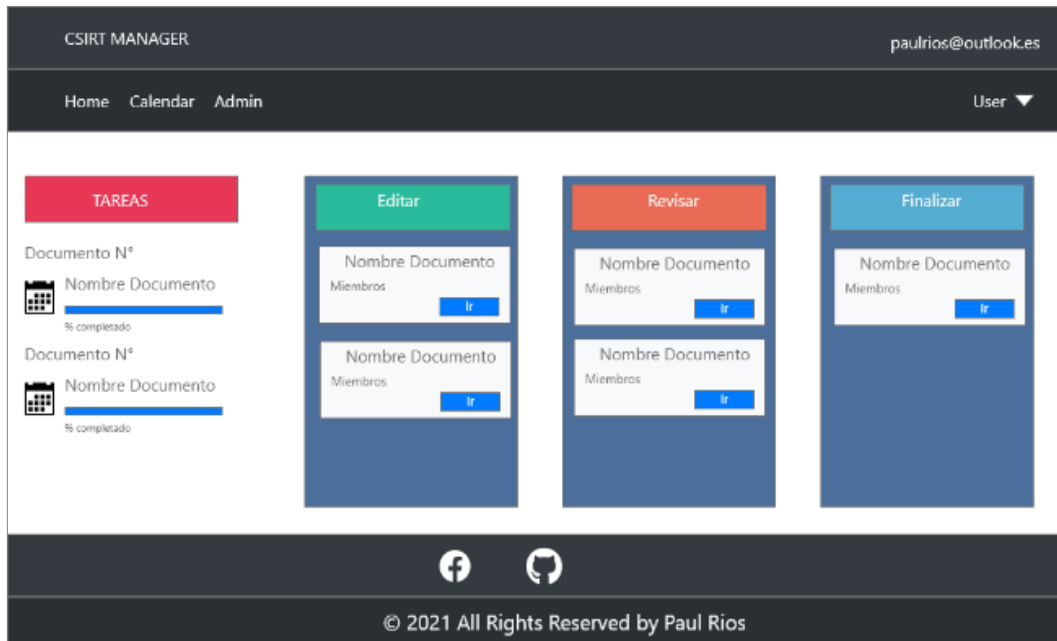 CSIRT MANAGER
paulrios@outlook.es
Home Calendar Admin
User
TAREAS
Documento N°
Nombre Documento
% completado
Documento N°
Nombre Documento
% completado
Editar
Nombre Documento
Miembros
Ir
Nombre Documento
Miembros
Ir
Revisar
Nombre Documento
Miembros
Ir
Nombre Documento
Miembros
Ir
Finalizar
Nombre Documento
Miembros
Ir
© 2021 All Rights Reserved by Paul Rios